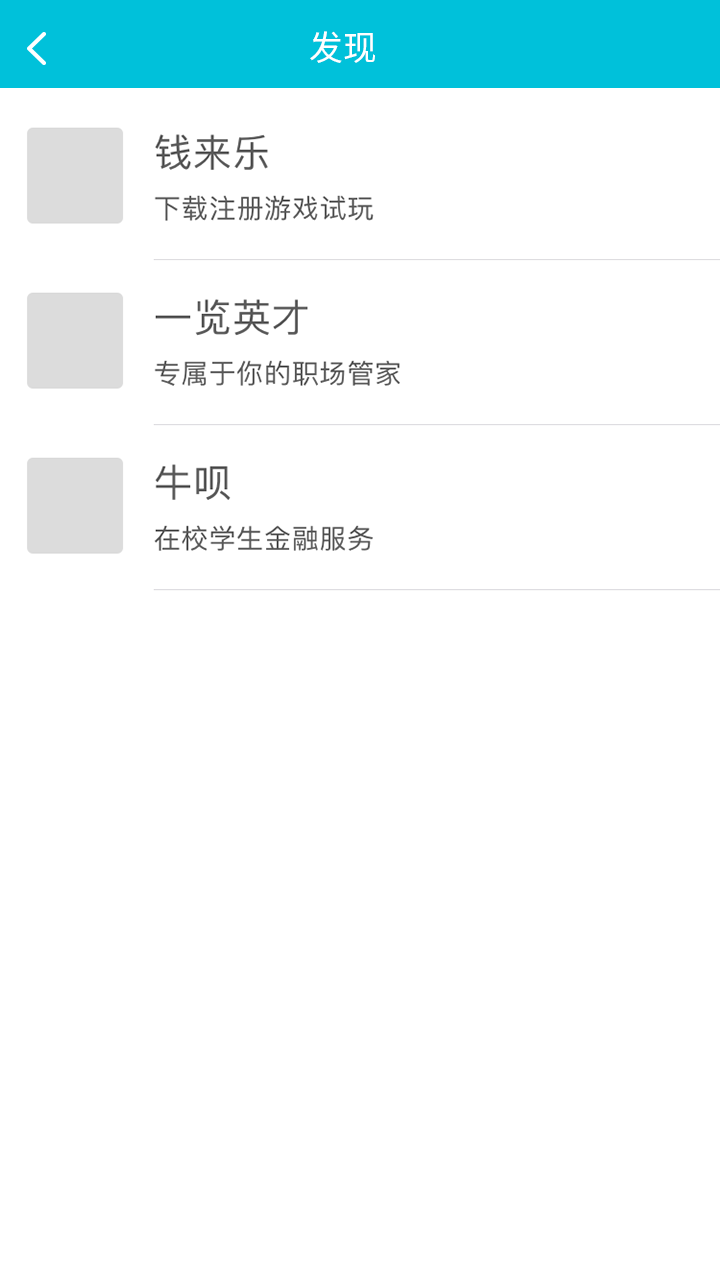 发现
钱来乐
下载注册游戏试玩
一览英才
专属于你的职场管家
牛呗
在校学生金融服务